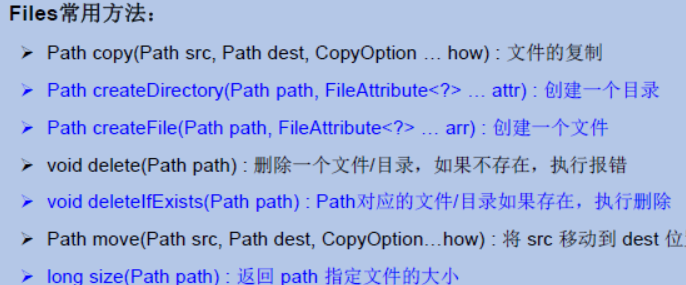 Files常用方法：
➢ Path copy(Path src, Path dest, CopyOption … how) : 文件的复制
➢ Path createDirectory(Path path, FileAttribute<?> … attr) : 创建一个目录
➢ Path createFile(Path path, FileAttribute<?> … arr) : 创建一个文件
➢ void delete(Path path) : 删除一个文件/目录，如果不存在，执行报错
➢ void deleteIfExists(Path path) : Path对应的文件/目录如果存在，执行删除
➢ Path move(Path src, Path dest, CopyOption…how) : 将 src 移动到 dest 位
➢ long size(Path path) : 返回 path 指定文件的大小